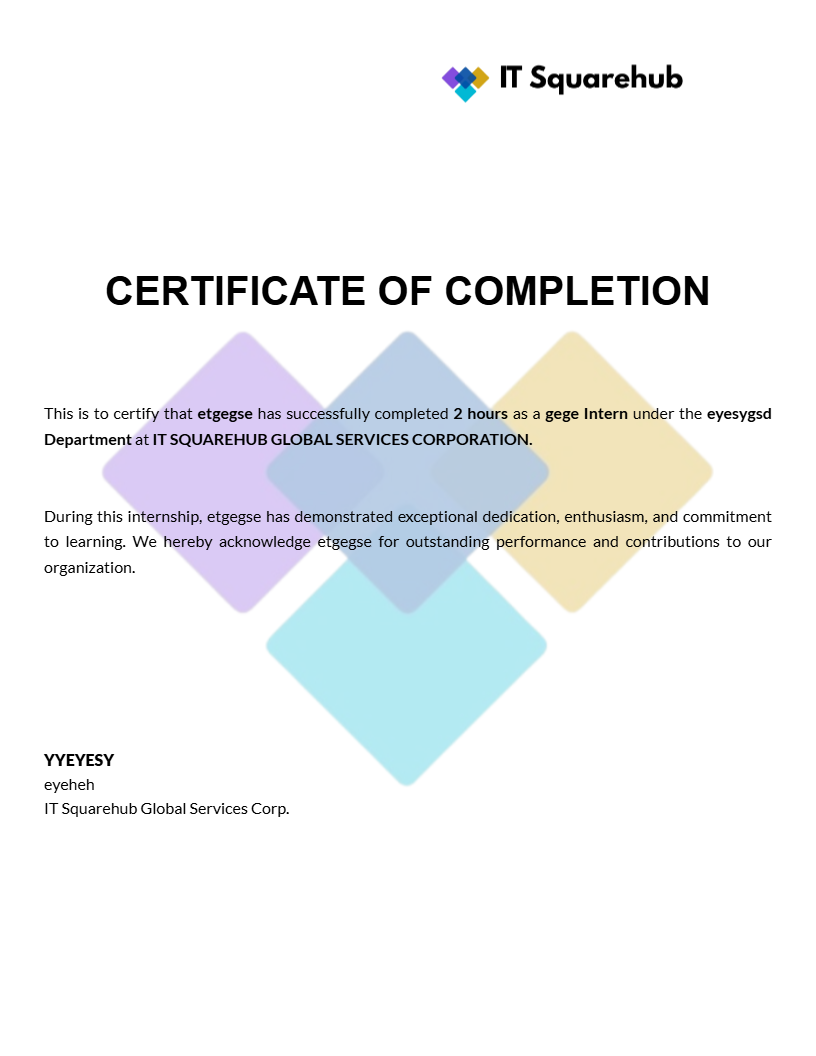 IT Squarehub
CERTIFICATE OF COMPLETION
This is to certify that etgegse has successfully completed 2 hours as a gege Intern under the eyesygsd
Department at IT SQUAREHUB GLOBAL SERVICES CORPORATION.
During this internship, etgegse has demonstrated exceptional dedication, enthusiasm, and commitment
to learning. We hereby acknowledge etgegse for outstanding performance and contributions to our
organization.
YYEYESY
eyeheh
IT Squarehub Global Services Corp.